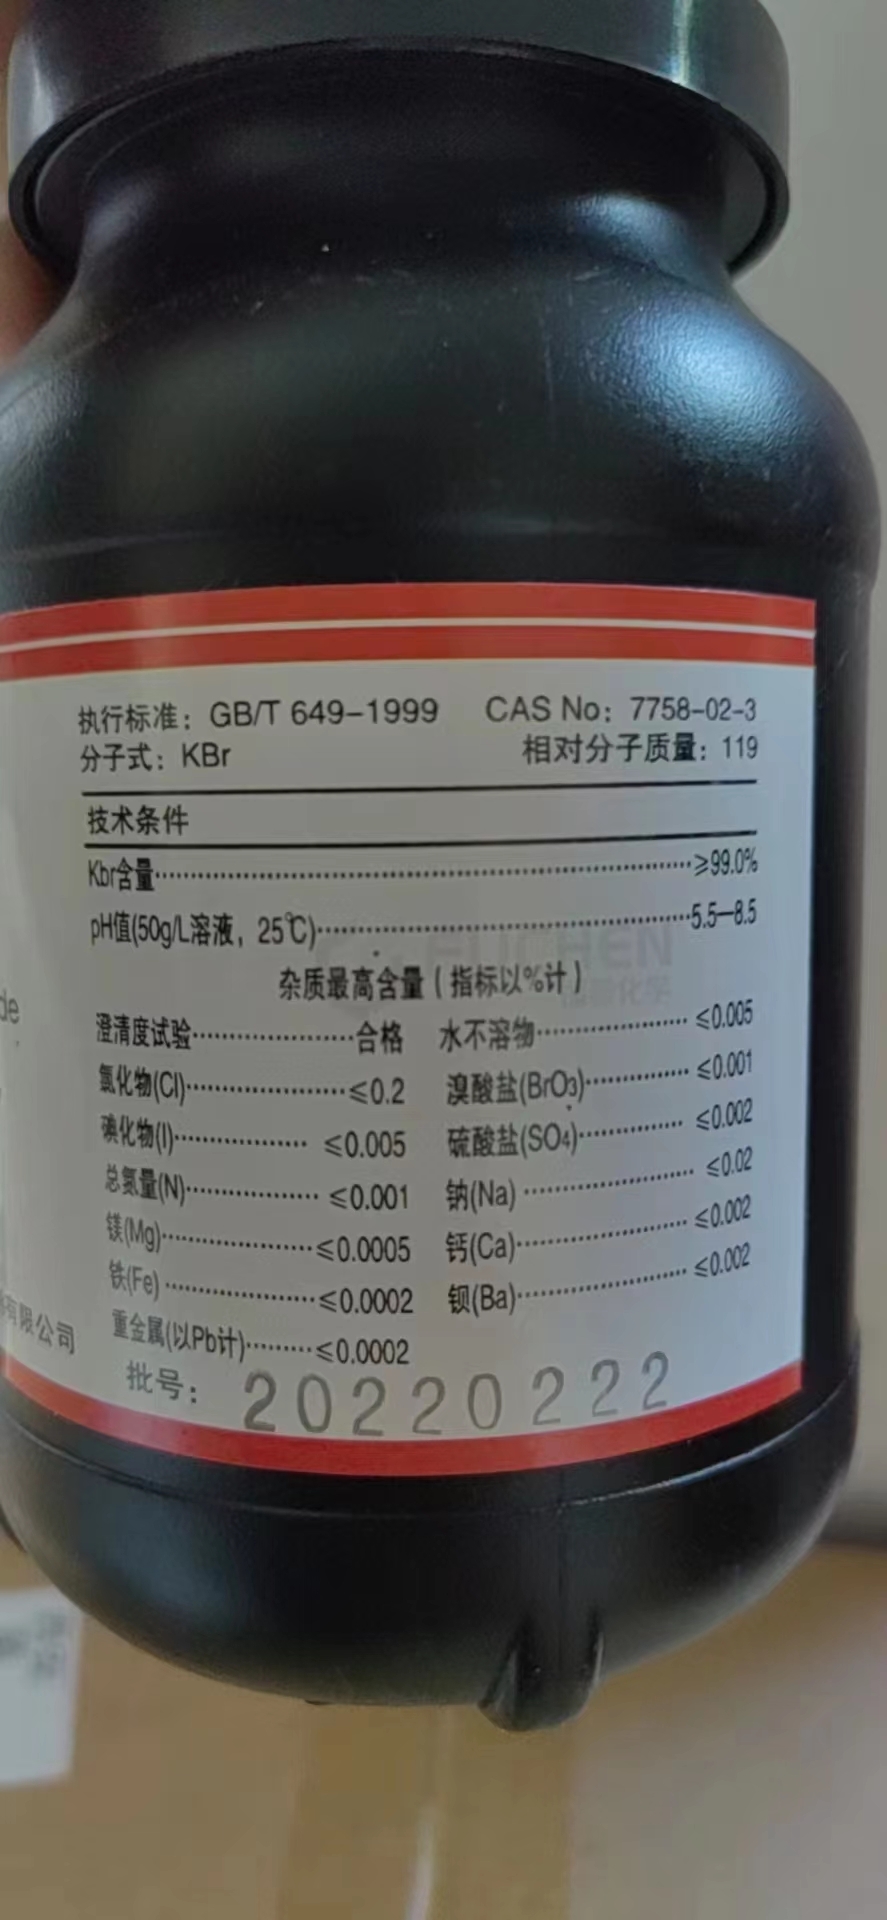 执行标准：GB/T 649-1999 CAS No：7758-02-3
分子式：KBr 相对分子质量：119
技术条件
Kbr含量 ≥99.0%
pH值(50g/L溶液，25℃) 5.5-8.5
杂质最高含量（指标以%计）
澄清度试验 合格 水不溶物 ≤0.005
氯化物(Cl) ≤0.2 溴酸盐(BrO3) ≤0.001
碘化物(I) ≤0.005 硫酸盐(SO4) ≤0.002
总氮量(N) ≤0.001 钠(Na) ≤0.02
镁(Mg) ≤0.0005 钙(Ca) ≤0.002
铁(Fe) ≤0.0002 钡(Ba) ≤0.002
重金属(以Pb计) ≤0.0002
批号：20220222
de
有限公司